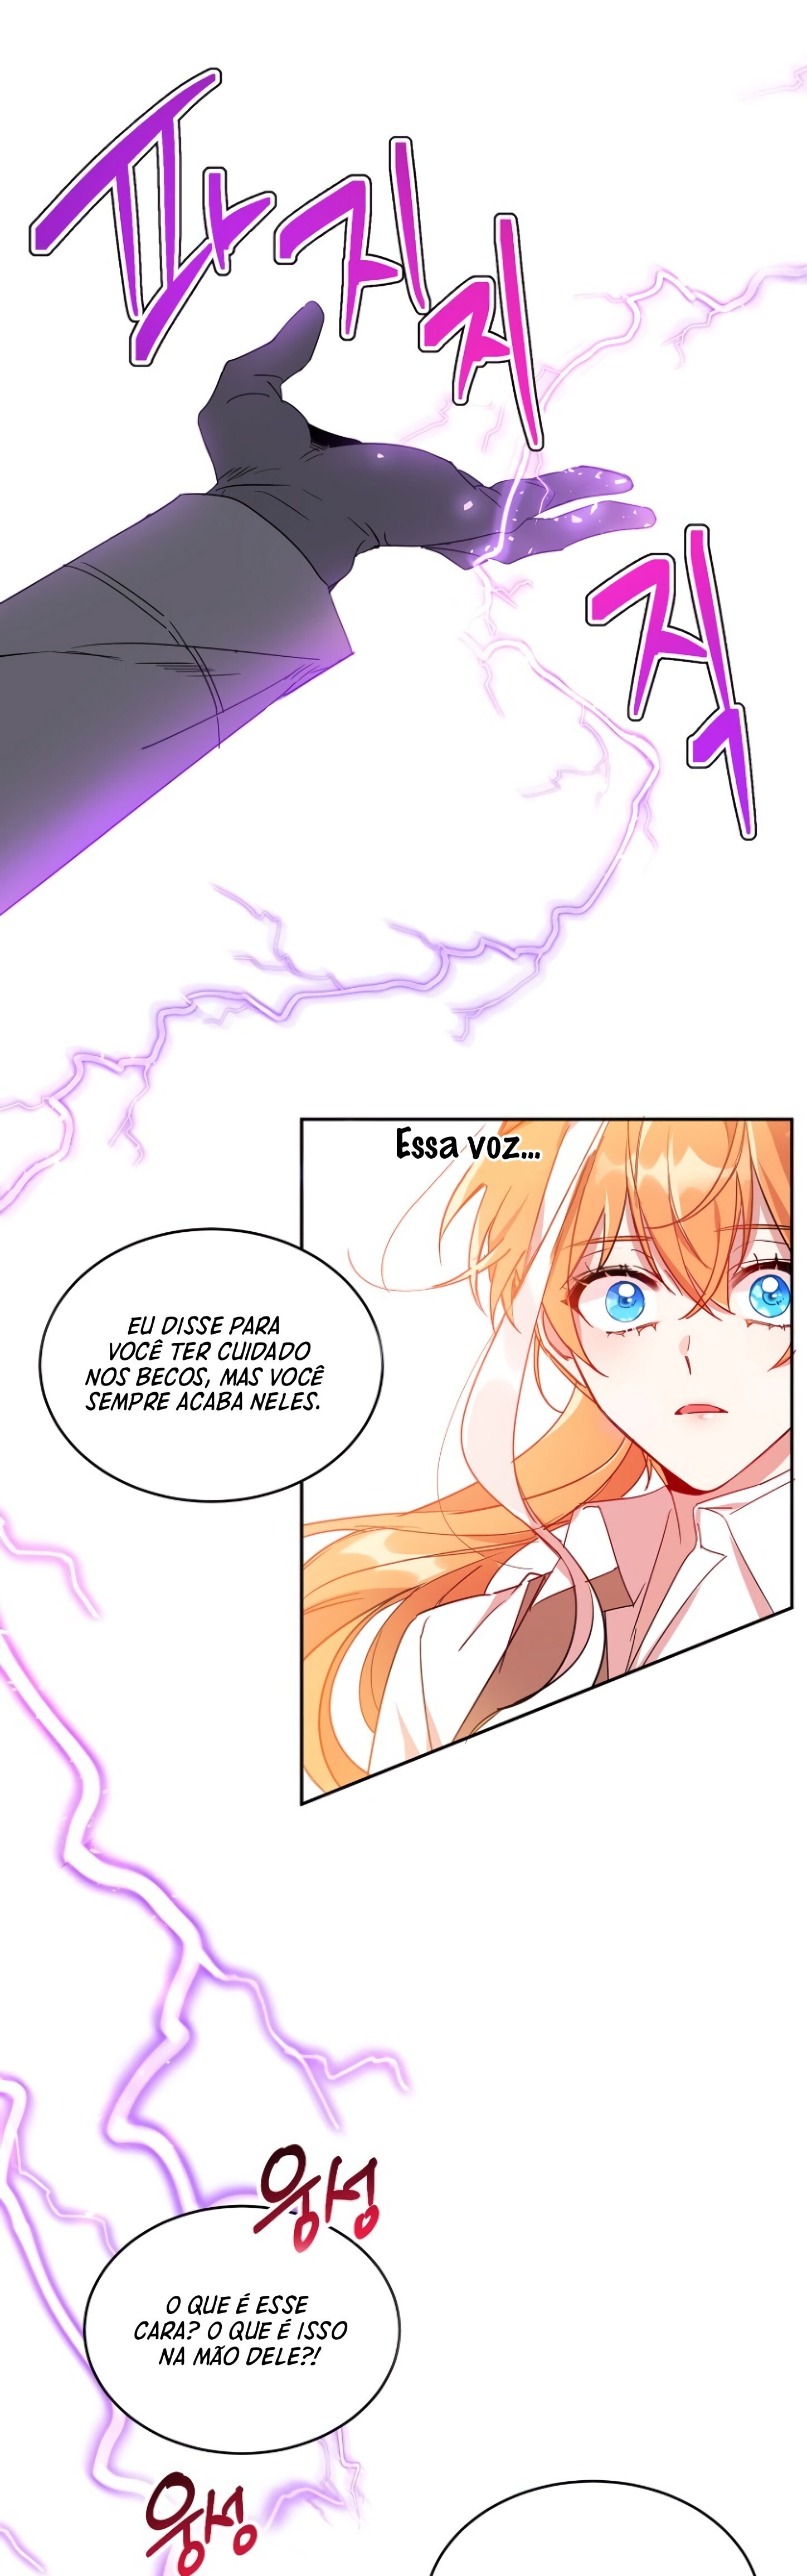 파지직
직
Essa voz...
EU DISSE PARA
VOCÊ TER CUIDADO
NOS BECOS, MAS VOCÊ
SEMPRE ACABA NELES.
웅성
O QUE É ESSE
CARA? O QUE É ISSO
NA MÃO DELE?!
웅성